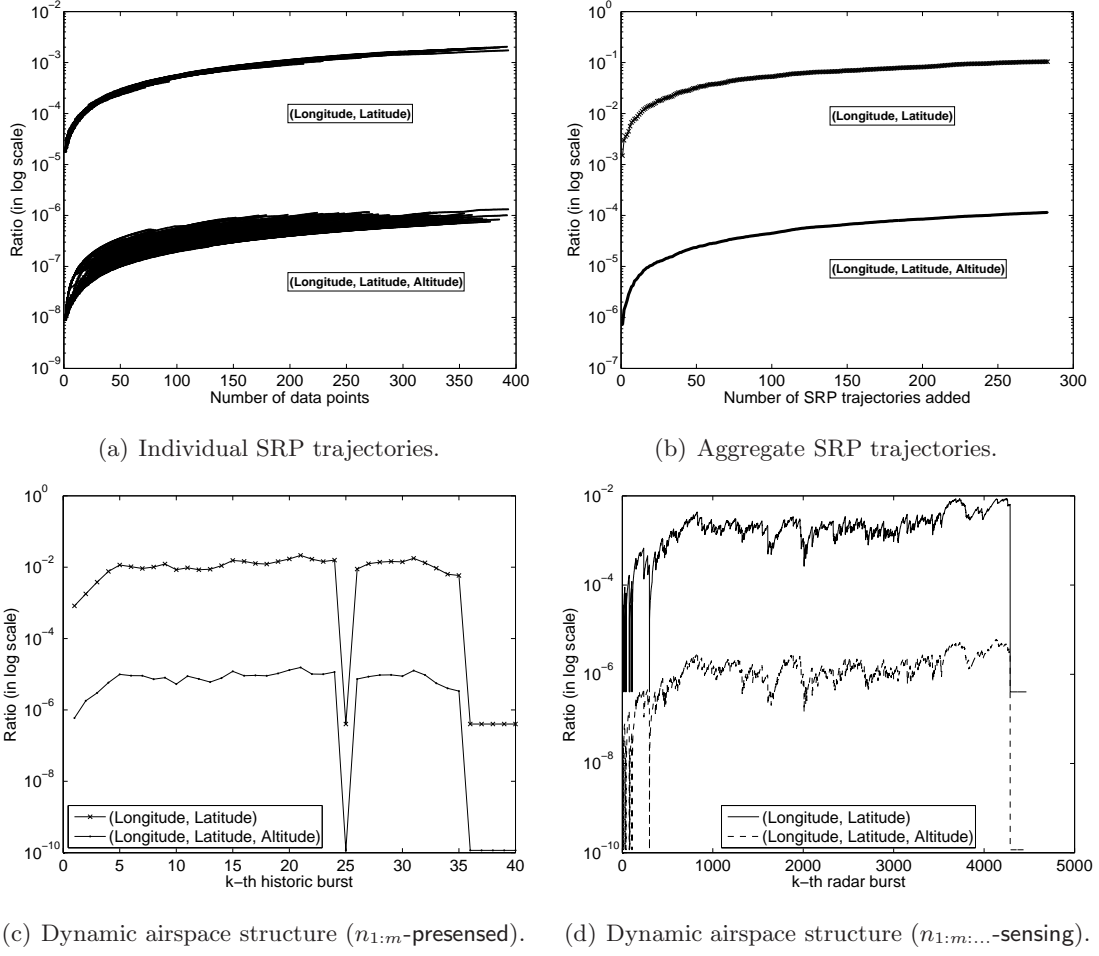 10^−2
10^−3
10^−4
10^−5
10^−6
10^−7
10^−8
10^−9
Ratio (in log scale)
(Longitude, Latitude)
(Longitude, Latitude, Altitude)
0 50 100 150 200 250 300 350 400
Number of data points
(a) Individual SRP trajectories.
10^0
10^−1
10^−2
10^−3
10^−4
10^−5
10^−6
10^−7
Ratio (in log scale)
(Longitude, Latitude)
(Longitude, Latitude, Altitude)
0 50 100 150 200 250 300
Number of SRP trajectories added
(b) Aggregate SRP trajectories.
10^0
10^−2
10^−4
10^−6
10^−8
10^−10
Ratio (in log scale)
(Longitude, Latitude)
(Longitude, Latitude, Altitude)
0 5 10 15 20 25 30 35 40
k−th historic burst
(c) Dynamic airspace structure (n_{1:m}-presensed).
10^−2
10^−4
10^−6
10^−8
10^−10
Ratio (in log scale)
(Longitude, Latitude)
(Longitude, Latitude, Altitude)
0 1000 2000 3000 4000 5000
k−th radar burst
(d) Dynamic airspace structure (n_{1:m:...}-sensing).